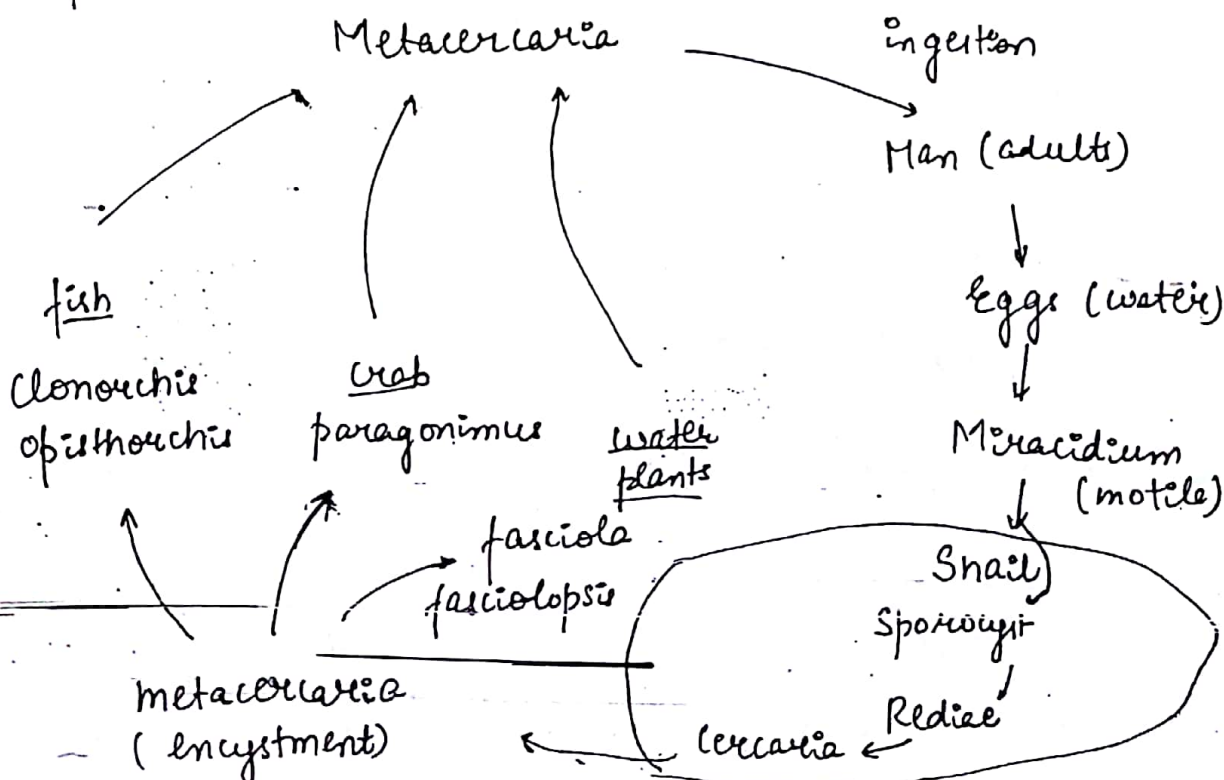 Metacercaria
ingestion
Man (adults)
Eggs (water)
Miracidium
(motile)
Snail
Sporocyst
Rediae
Cercaria
metacercaria
(encystment)
fish
Clonorchis
opisthorchis
crab
paragonimus
water
plants
fasciola
fasciolopsis